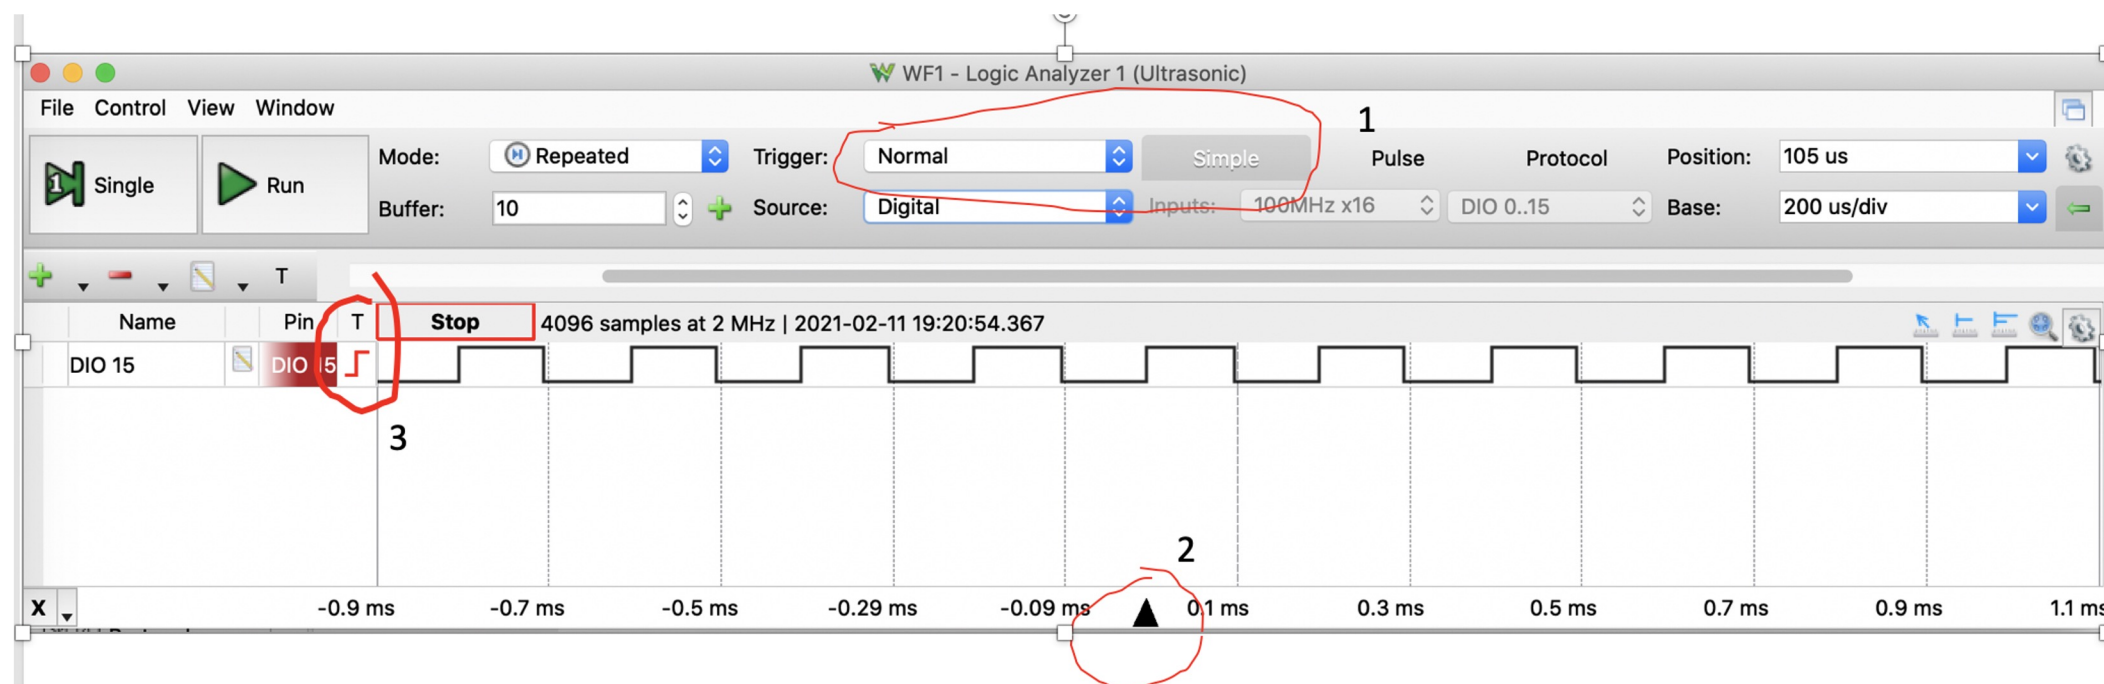 WF1 - Logic Analyzer 1 (Ultrasonic)
File Control View Window
1
Single Run Mode: Repeated Trigger: Normal Simple Pulse Protocol Position: 105 us
Buffer: 10 Source: Digital Inputs: 100MHz x16 DIO 0..15 Base: 200 us/div
T
Name Pin T Stop 4096 samples at 2 MHz | 2021-02-11 19:20:54.367
DIO 15 DIO 15
3
2
X -0.9 ms -0.7 ms -0.5 ms -0.29 ms -0.09 ms 0.1 ms 0.3 ms 0.5 ms 0.7 ms 0.9 ms 1.1 ms